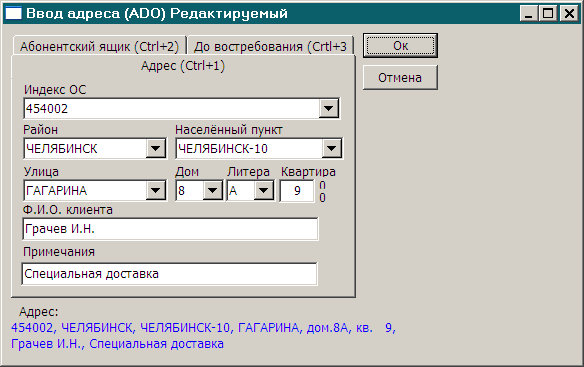 Ввод адреса (ADO) Редактируемый
Абонентский ящик (Ctrl+2) До востребования (Crtl+3
Ок
Адрес (Ctrl+1)
Отмена
Индекс ОС
454002
Район Населённый пункт
ЧЕЛЯБИНСК ЧЕЛЯБИНСК-10
Улица Дом Литера Квартира
ГАГАРИНА 8 А 9 0
0
Ф.И.О. клиента
Грачев И.Н.
Примечания
Специальная доставка
Адрес:
454002, ЧЕЛЯБИНСК, ЧЕЛЯБИНСК-10, ГАГАРИНА, дом.8А, кв. 9,
Грачев И.Н., Специальная доставка